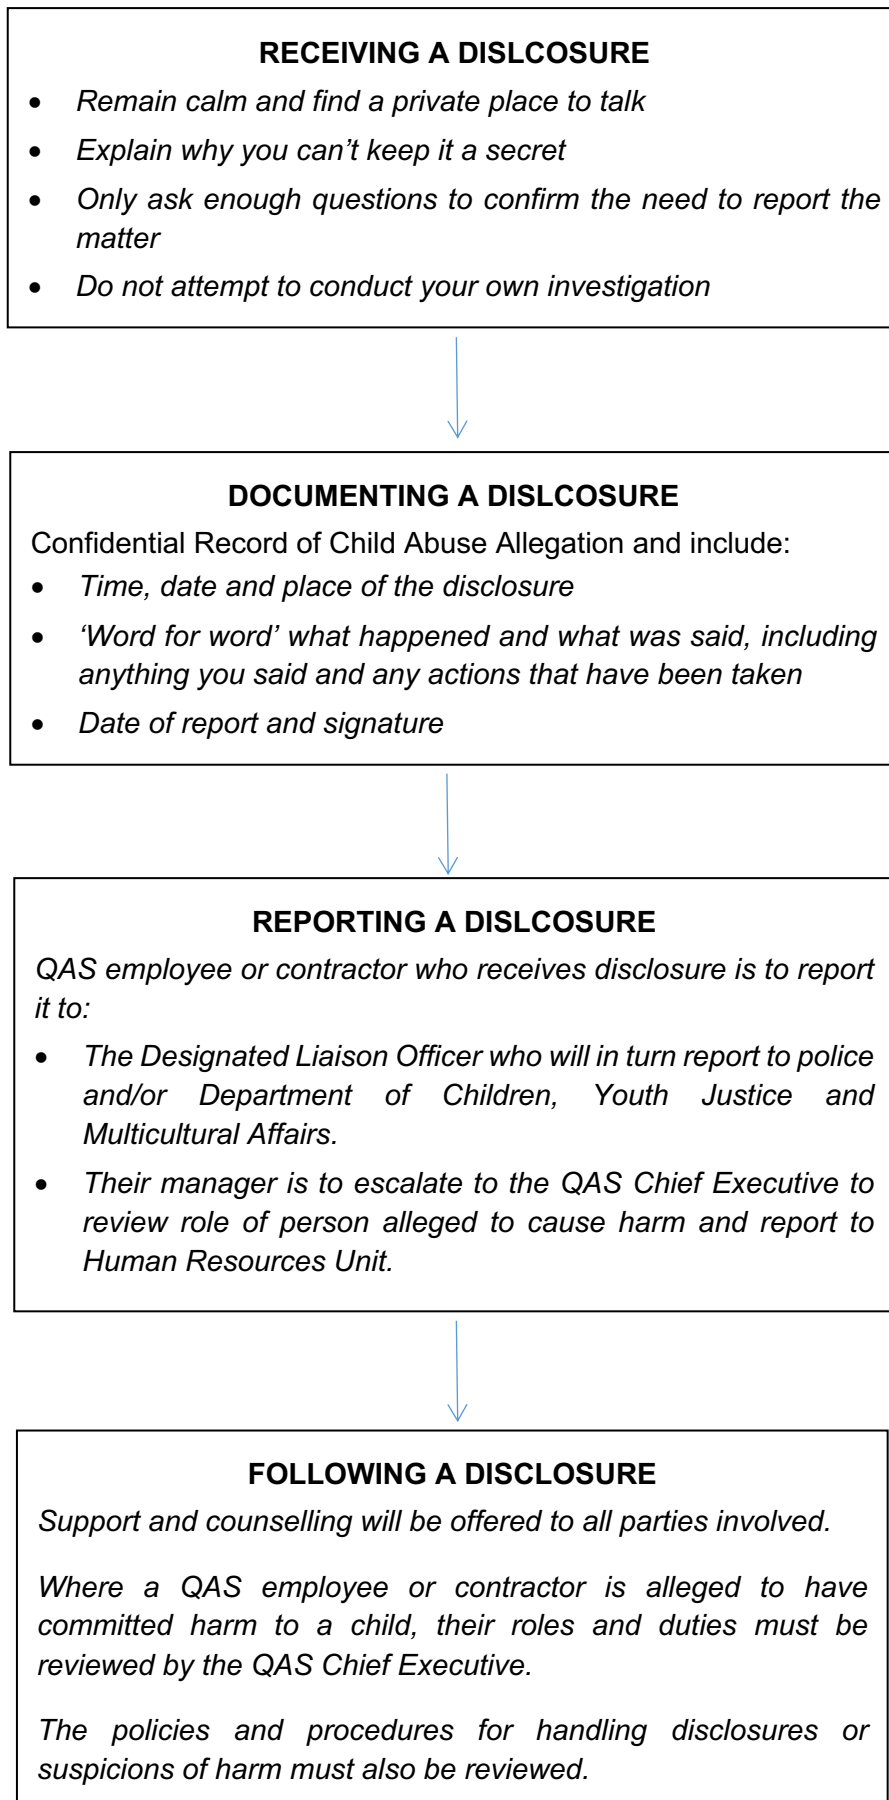 RECEIVING A DISLCOSURE
• Remain calm and find a private place to talk
• Explain why you can’t keep it a secret
• Only ask enough questions to confirm the need to report the
matter
• Do not attempt to conduct your own investigation
DOCUMENTING A DISLCOSURE
Confidential Record of Child Abuse Allegation and include:
• Time, date and place of the disclosure
• ‘Word for word’ what happened and what was said, including
anything you said and any actions that have been taken
• Date of report and signature
REPORTING A DISLCOSURE
QAS employee or contractor who receives disclosure is to report
it to:
• The Designated Liaison Officer who will in turn report to police
and/or Department of Children, Youth Justice and
Multicultural Affairs.
• Their manager is to escalate to the QAS Chief Executive to
review role of person alleged to cause harm and report to
Human Resources Unit.
FOLLOWING A DISCLOSURE
Support and counselling will be offered to all parties involved.
Where a QAS employee or contractor is alleged to have
committed harm to a child, their roles and duties must be
reviewed by the QAS Chief Executive.
The policies and procedures for handling disclosures or
suspicions of harm must also be reviewed.